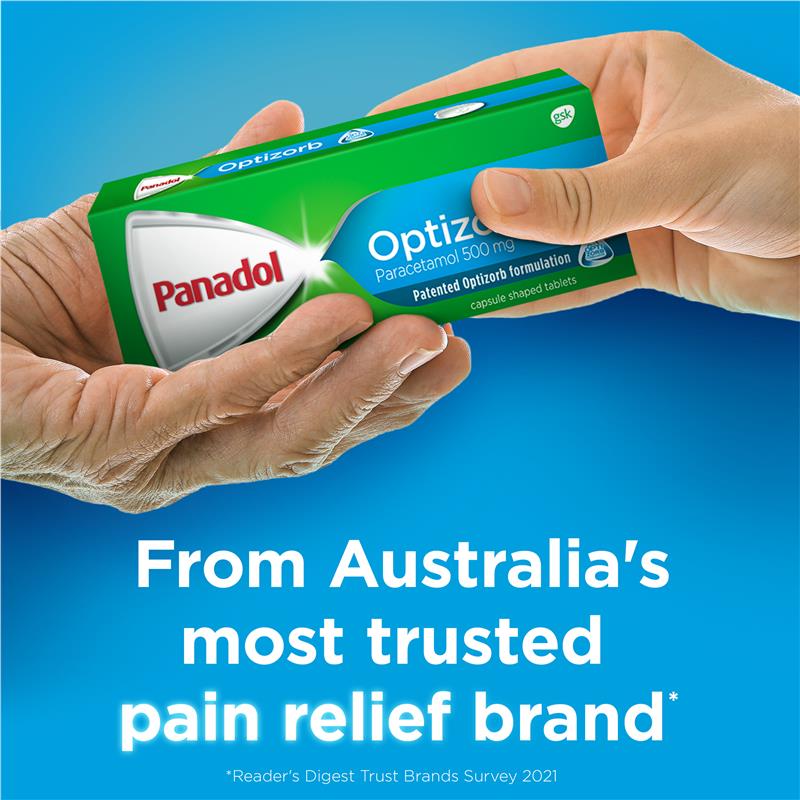 Panadol
Optizorb
gsk
Panadol
Optizo
Paracetamol 500 mg
Patented Optizorb formulation
capsule shaped tablets
From Australia's
most trusted
pain relief brand*
*Reader's Digest Trust Brands Survey 2021